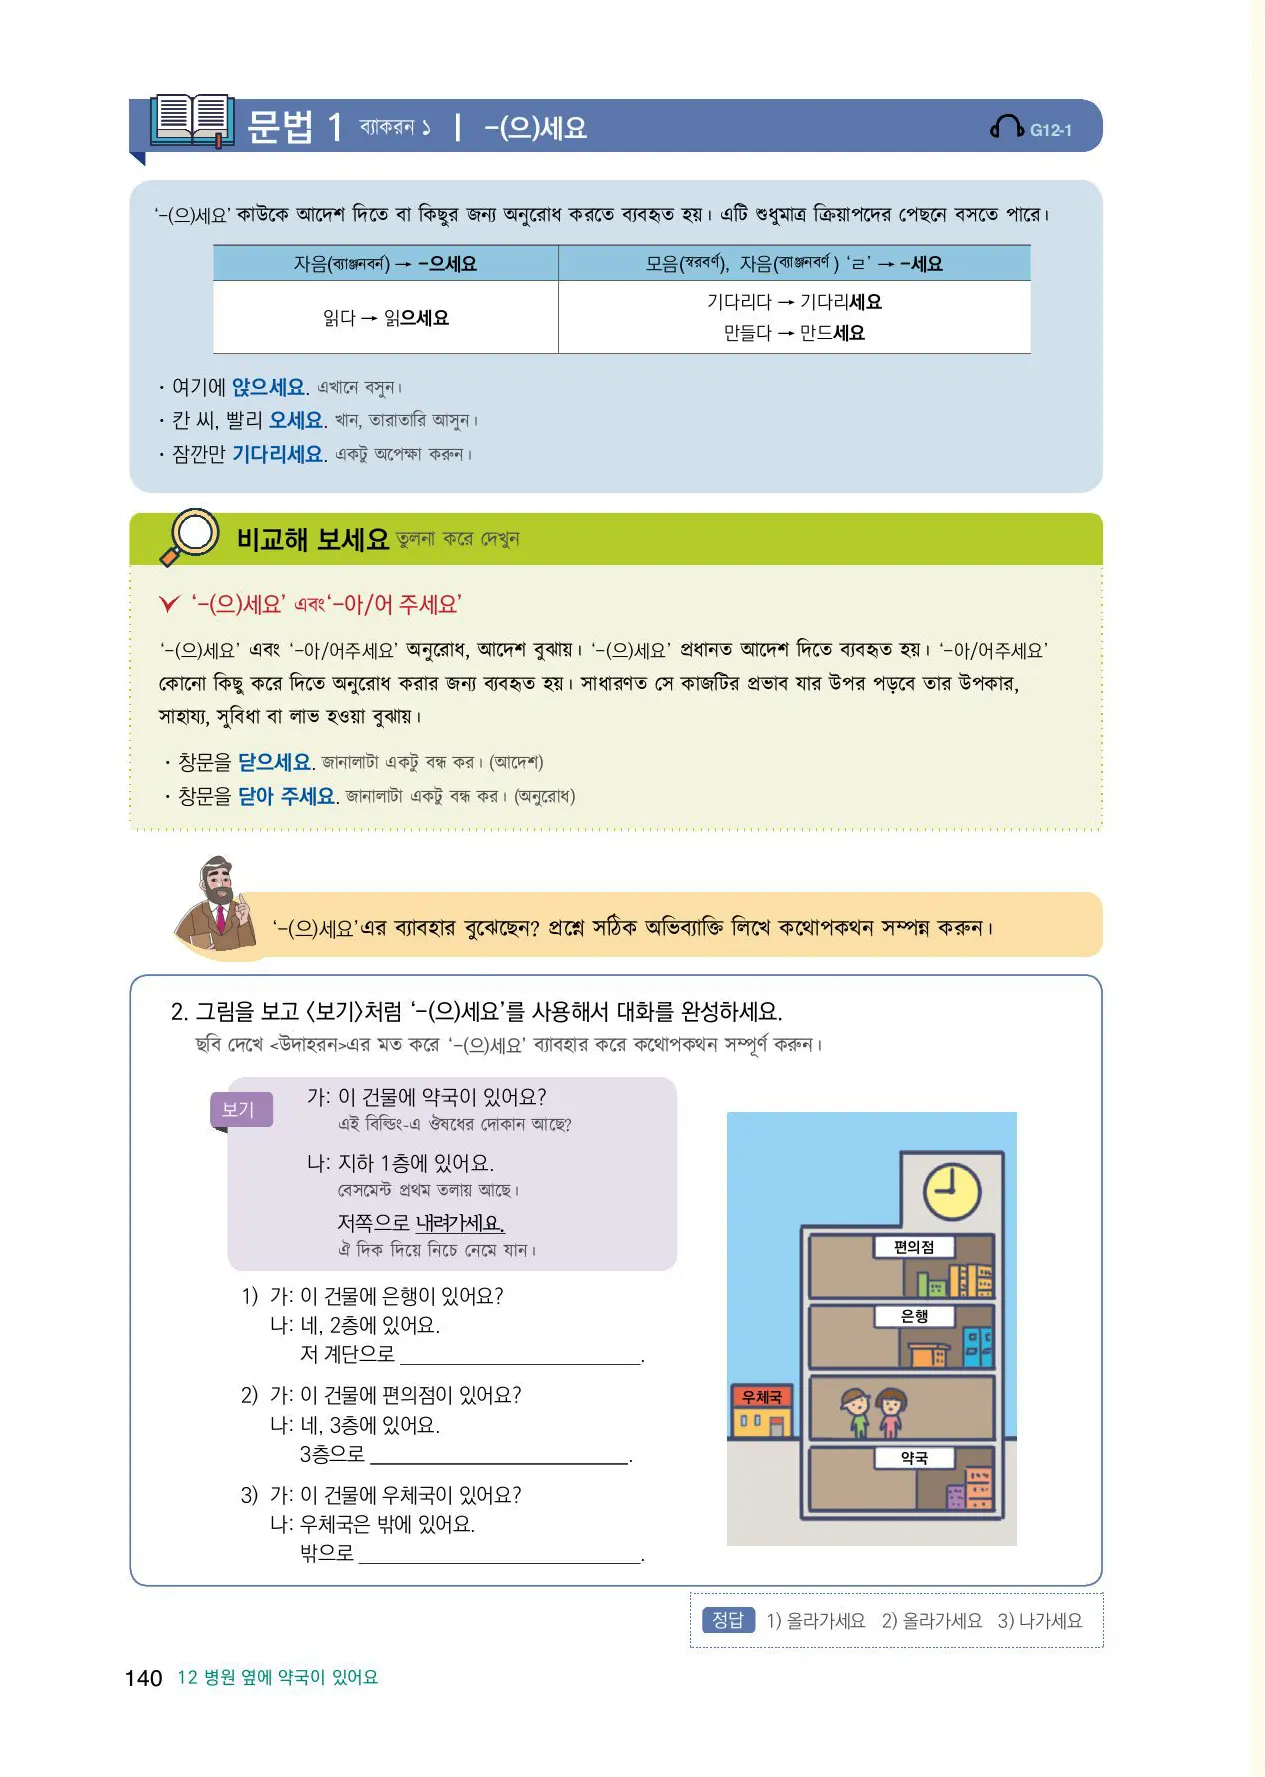 문법 1 ব্যাকরন ১ | -(으)세요 G12-1
‘-(으)세요’ কাউকে আদেশ দিতে বা কিছুর জন্য অনুরোধ করতে ব্যবহৃত হয়। এটি শুধুমাত্র ক্রিয়াপদের পেছনে বসতে পারে।
자음(ব্যাঞ্জনবর্ন) → -으세요 모음(স্বরবর্ণ), 자음(ব্যাঞ্জনবর্ণ ) ‘ㄹ’ → -세요
읽다 → 읽으세요 기다리다 → 기다리세요
만들다 → 만드세요
· 여기에 앉으세요. এখানে বসুন।
· 칸 씨, 빨리 오세요. খান, তারাতারি আসুন।
· 잠깐만 기다리세요. একটু অপেক্ষা করুন।
비교해 보세요 তুলনা করে দেখুন
‘-(으)세요’ এবং‘-아/어 주세요’
‘-(으)세요’ এবং ‘-아/어주세요’ অনুরোধ, আদেশ বুঝায়। ‘-(으)세요’ প্রধানত আদেশ দিতে ব্যবহৃত হয়। ‘-아/어주세요’
কোনো কিছু করে দিতে অনুরোধ করার জন্য ব্যবহৃত হয়। সাধারণত সে কাজটির প্রভাব যার উপর পড়বে তার উপকার,
সাহায্য, সুবিধা বা লাভ হওয়া বুঝায়।
· 창문을 닫으세요. জানালাটা একটু বন্ধ কর। (আদেশ)
· 창문을 닫아 주세요. জানালাটা একটু বন্ধ কর। (অনুরোধ)
‘-(으)세요’এর ব্যাবহার বুঝেছেন? প্রশ্নে সঠিক অভিব্যাক্তি লিখে কথোপকথন সম্পন্ন করুন।
2. 그림을 보고 <보기>처럼 ‘-(으)세요’를 사용해서 대화를 완성하세요.
ছবি দেখে <উদাহরন>এর মত করে ‘-(으)세요’ ব্যাবহার করে কথোপকথন সম্পূর্ণ করুন।
보기
가: 이 건물에 약국이 있어요?
এই বিল্ডিং-এ ঔষধের দোকান আছে?
나: 지하 1층에 있어요.
বেসমেন্ট প্রথম তলায় আছে।
저쪽으로 내려가세요.
ঐ দিক দিয়ে নিচে নেমে যান।
1) 가: 이 건물에 은행이 있어요?
나: 네, 2층에 있어요.
저 계단으로 ______________________.
2) 가: 이 건물에 편의점이 있어요?
나: 네, 3층에 있어요.
3층으로 ______________________.
3) 가: 이 건물에 우체국이 있어요?
나: 우체국은 밖에 있어요.
밖으로 ______________________.
편의점
은행
우체국
약국
정답 1) 올라가세요 2) 올라가세요 3) 나가세요
140 12 병원 옆에 약국이 있어요